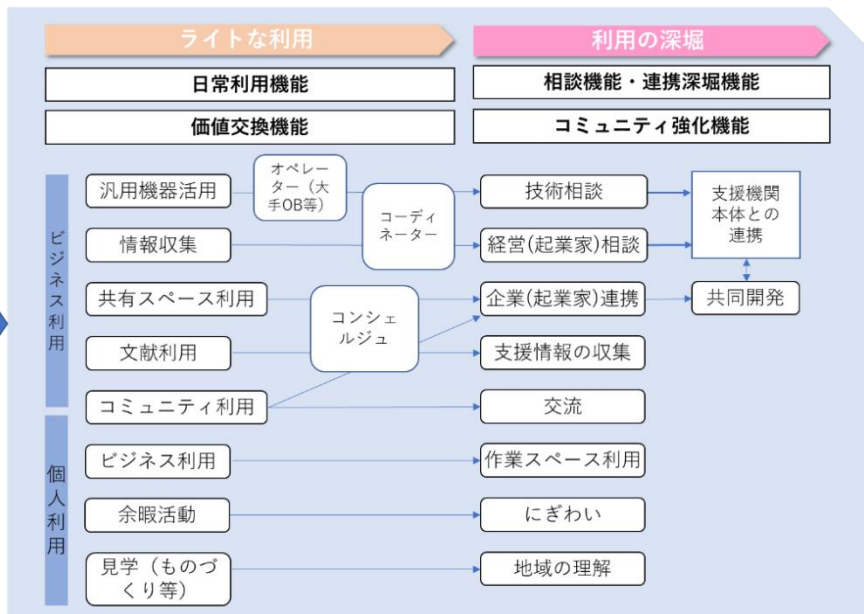 ライトな利用
利用の深堀
日常利用機能
相談機能・連携深堀機能
価値交換機能
コミュニティ強化機能
ビジネス利用
汎用機器活用
オペレー
ター（大
手OB等）
コーディ
ネーター
技術相談
支援機関
本体との
連携
情報収集
経営(起業家)相談
共有スペース利用
コンシェ
ルジュ
企業(起業家)連携
共同開発
文献利用
支援情報の収集
コミュニティ利用
交流
個人利用
ビジネス利用
作業スペース利用
余暇活動
にぎわい
見学（ものづ
くり等）
地域の理解